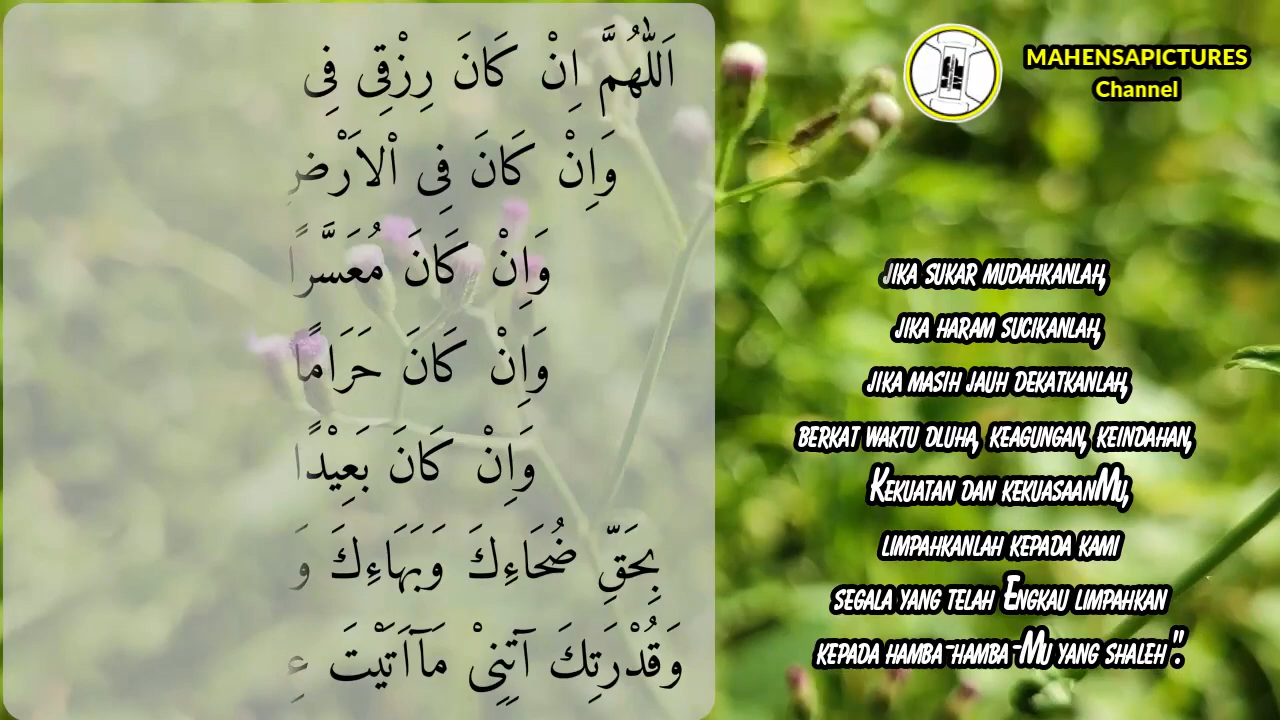 اَللّٰهُمَّ اِنْ كَانَ رِزْقِى فِى
وَاِنْ كَانَ فِى اْلاَرْضِ
وَاِنْ كَانَ مُعَسَّرًا
وَاِنْ كَانَ حَرَامًا
وَاِنْ كَانَ بَعِيْدًا
بِحَقِّ ضُحَاءِكَ وَبَهَاءِكَ وَ
وَقُدْرَتِكَ آتِنِىْ مَآاَتَيْتَ
MAHENSAPICTURES
Channel
JIKA SUKAR MUDAHKANLAH,
JIKA HARAM SUCIKANLAH,
JIKA MASIH JAUH DEKATKANLAH,
BERKAT WAKTU DLUHA, KEAGUNGAN, KEINDAHAN,
KEKUATAN DAN KEKUASAANMU,
LIMPAHKANLAH KEPADA KAMI
SEGALA YANG TELAH ENGKAU LIMPAHKAN
KEPADA HAMBA-HAMBA-MU YANG SHALEH".